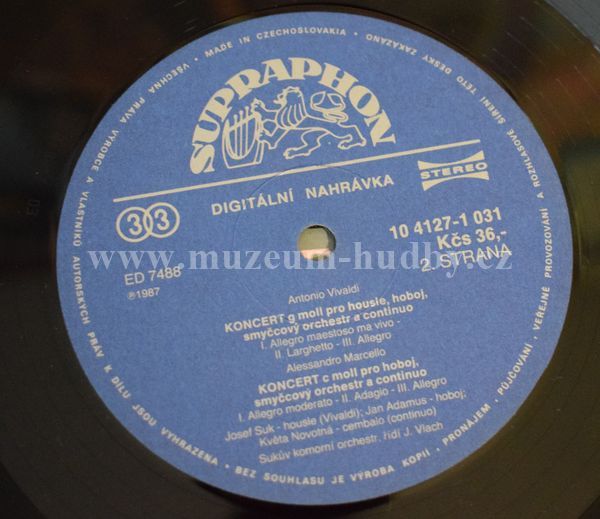 MADE IN CZECHOSLOVAKIA · VŠECHNA PRÁVA VÝROBCE A VLASTNÍKŮ AUTORSKÝCH PRÁV K DÍLU JSOU VYHRAZENA · BEZ SOUHLASU JE VÝROBA KOPIÍ, PRONÁJEM, PŮJČOVÁNÍ, VEŘEJNÉ PROVOZOVÁNÍ A ROZHLASOVÉ ŠÍŘENÍ TÉTO DESKY ZAKÁZÁNO ·
SUPRAPHON
DIGITÁLNÍ NAHRÁVKA
STEREO
33
10 4127-1 031
Kčs 36,-
2. STRANA
ED 7488
℗1987
www.muzeum-hudby.cz
Antonio Vivaldi
KONCERT g moll pro housle, hoboj,
smyčcový orchestr a continuo
I. Allegro maestoso ma vivo -
II. Larghetto - III. Allegro
Alessandro Marcello
KONCERT c moll pro hoboj,
smyčcový orchestr a continuo
I. Allegro moderato - II. Adagio - III. Allegro
Josef Suk - housle (Vivaldi); Jan Adamus - hoboj;
Květa Novotná - cembalo (continuo)
Sukův komorní orchestr. řídí J. Vlach